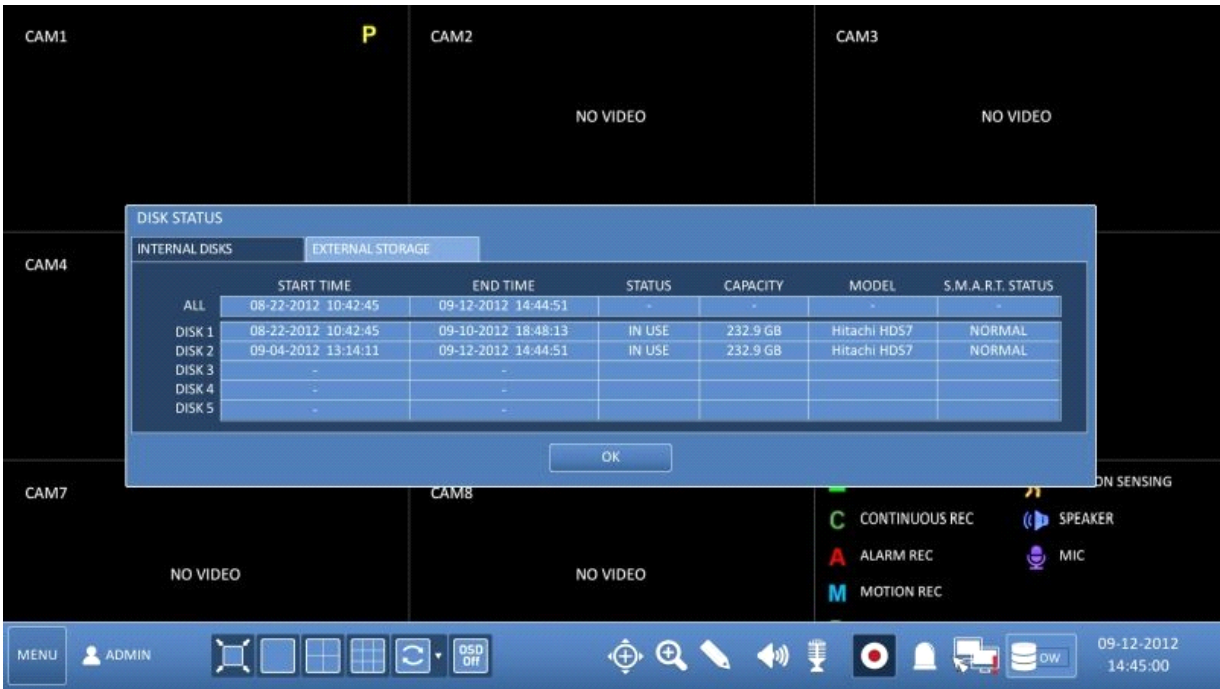 CAM1 P CAM2 CAM3
NO VIDEO NO VIDEO
DISK STATUS
INTERNAL DISKS EXTERNAL STORAGE
CAM4
START TIME END TIME STATUS CAPACITY MODEL S.M.A.R.T. STATUS
ALL 08-22-2012 10:42:45 09-12-2012 14:44:51 - - - -
DISK 1 08-22-2012 10:42:45 09-10-2012 18:48:13 IN USE 232.9 GB Hitachi HDS7 NORMAL
DISK 2 09-04-2012 13:14:11 09-12-2012 14:44:51 IN USE 232.9 GB Hitachi HDS7 NORMAL
DISK 3 - -
DISK 4 - -
DISK 5 - -
OK
CAM7 CAM8 SENSING
C CONTINUOUS REC SPEAKER
A ALARM REC MIC
NO VIDEO NO VIDEO
M MOTION REC
MENU ADMIN OSD Off OW 09-12-2012
14:45:00